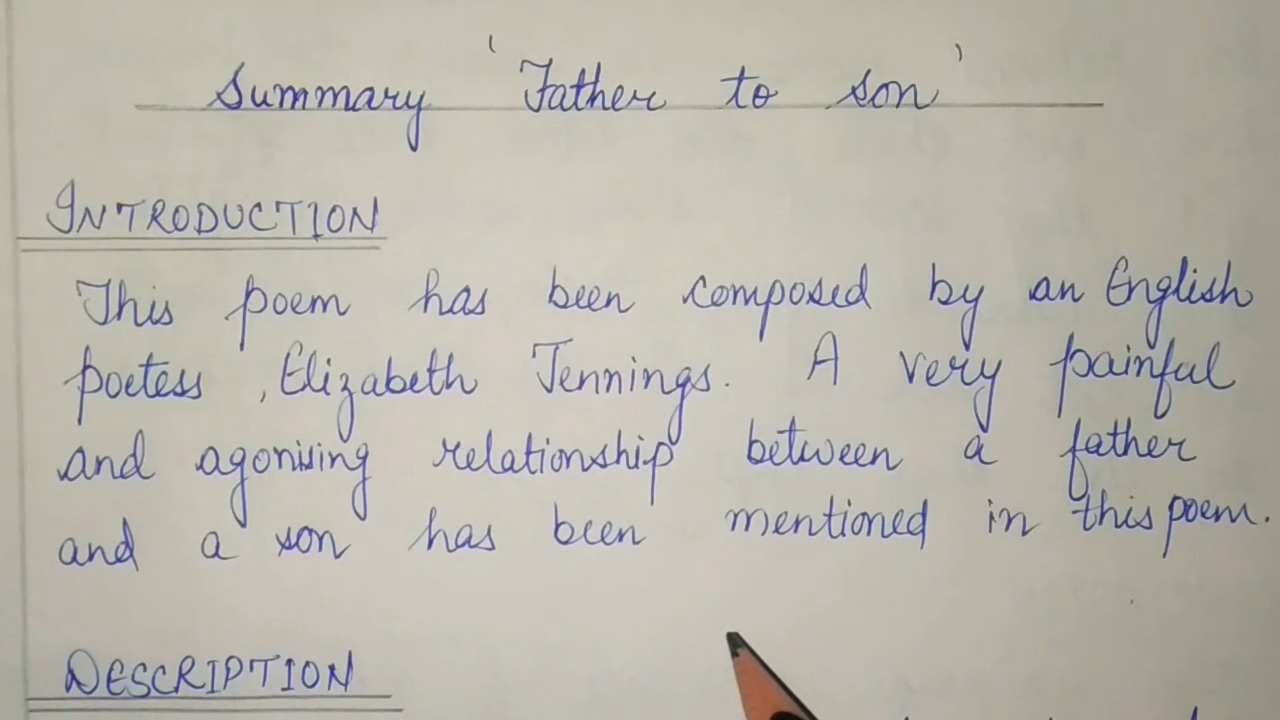 Summary 'Father to son'
INTRODUCTION
This poem has been composed by an English
poetess, Elizabeth Jennings. A very painful
and agonising relationship between a father
and a son has been mentioned in this poem.
DESCRIPTION